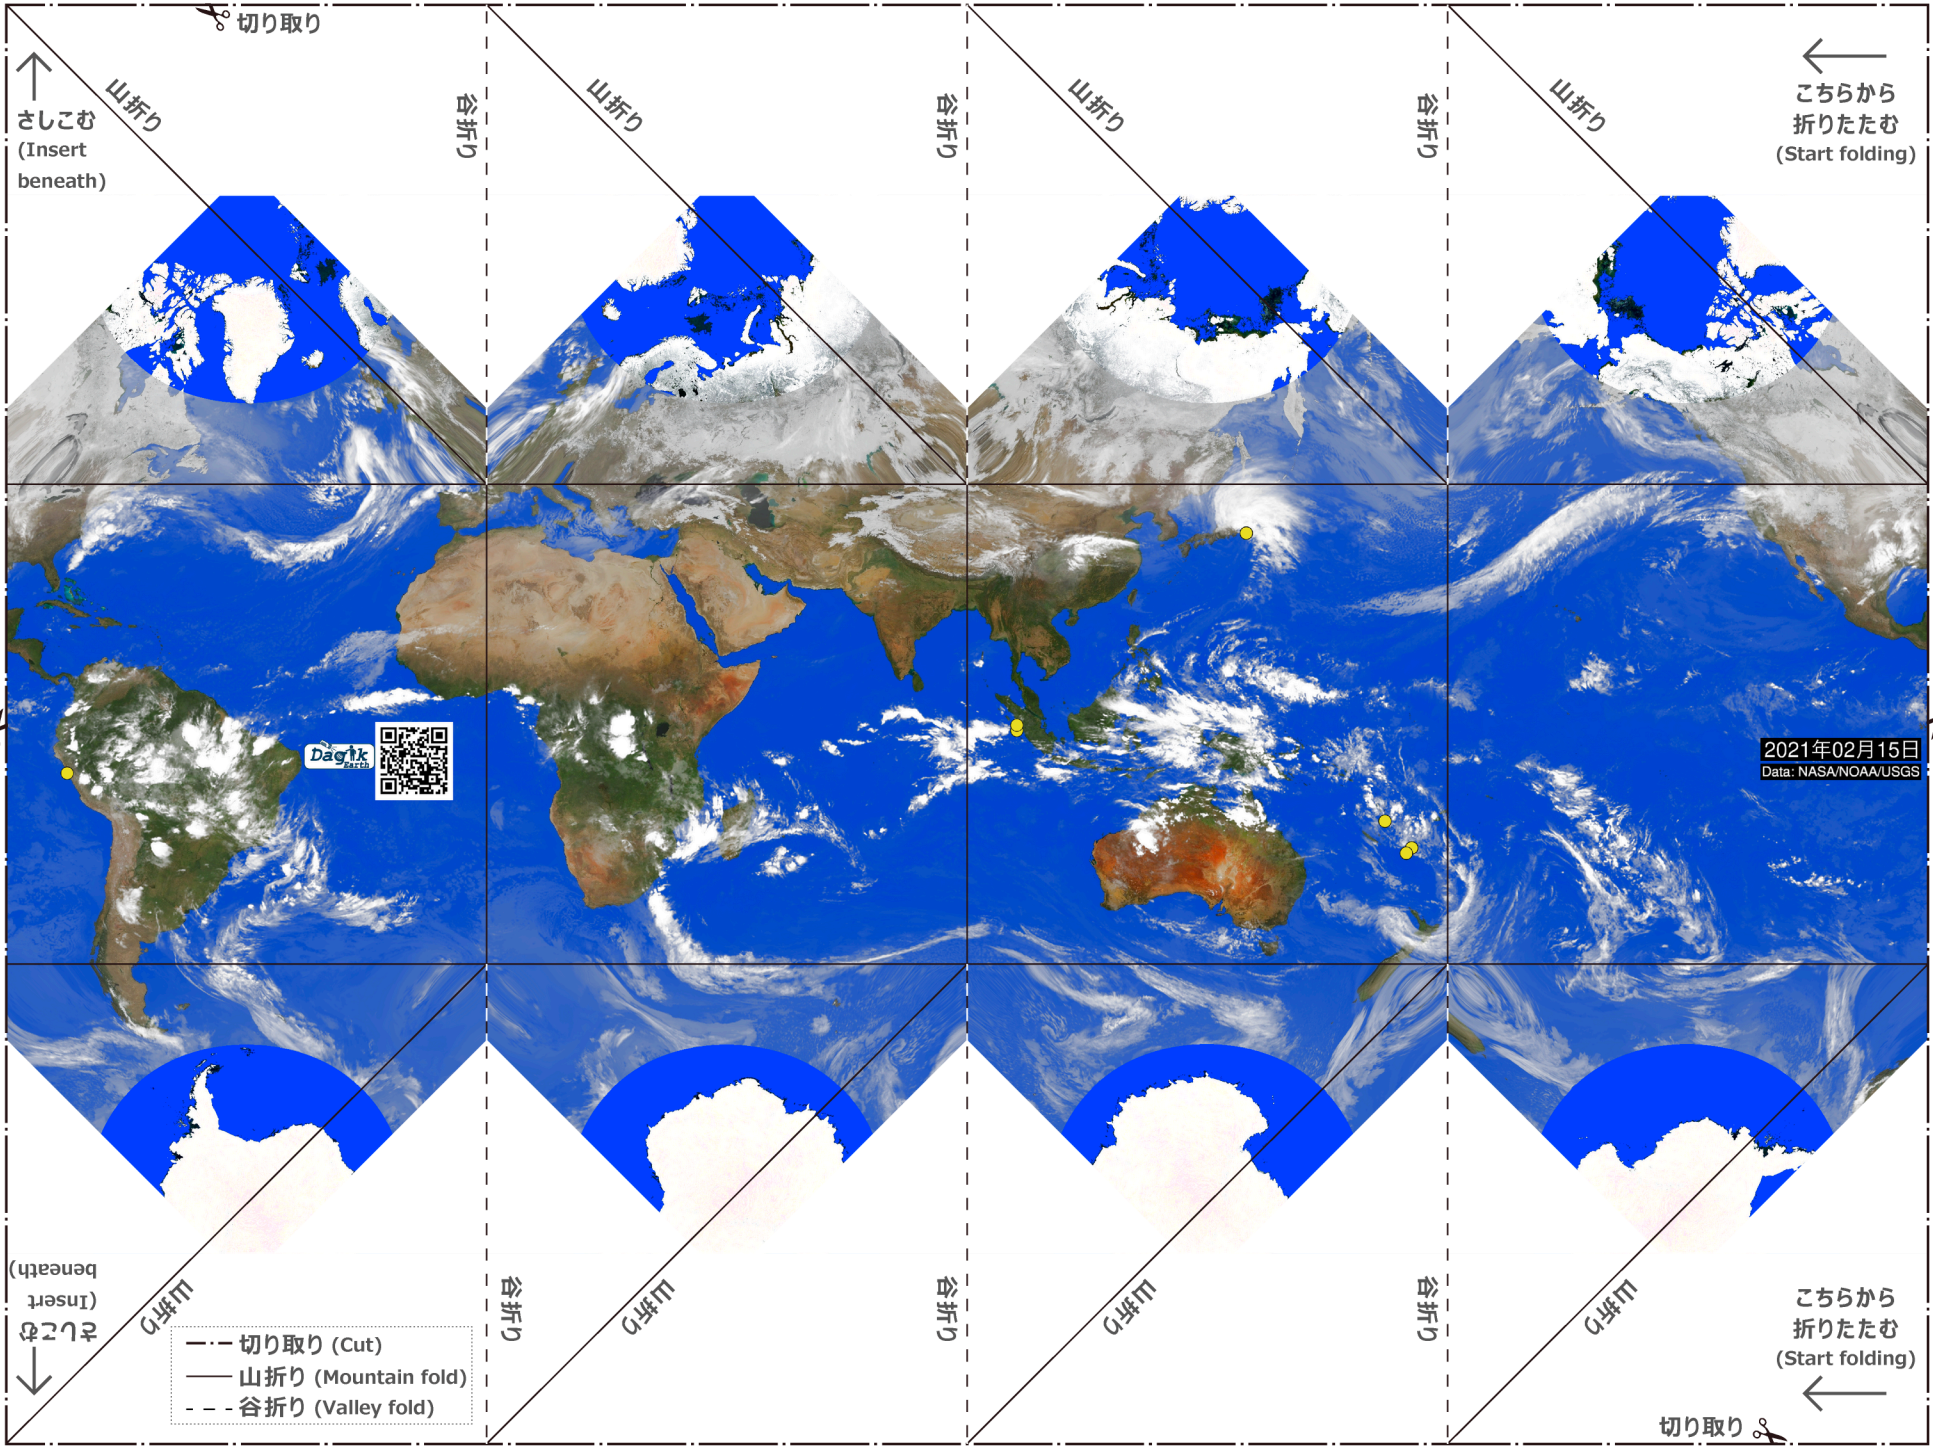 切り取り
山折り
谷折り
山折り
谷折り
山折り
谷折り
山折り
さしこむ
(Insert
beneath)
こちらから
折りたたむ
(Start folding)
Dagik
Earth
2021年02月15日
Data: NASA/NOAA/USGS
さしこむ
(Insert
beneath)
山折り
谷折り
山折り
谷折り
山折り
谷折り
山折り
切り取り (Cut)
山折り (Mountain fold)
谷折り (Valley fold)
こちらから
折りたたむ
(Start folding)
切り取り